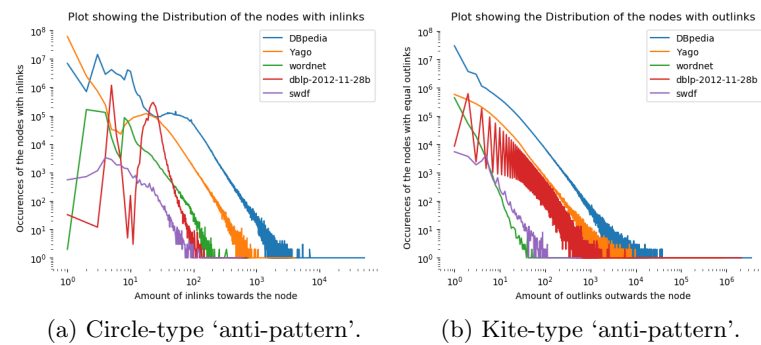 Plot showing the Distribution of the nodes with inlinks
Occurences of the nodes with inlinks
10^8
10^7
10^6
10^5
10^4
10^3
10^2
10^1
10^0
DBpedia
Yago
wordnet
dblp-2012-11-28b
swdf
10^0 10^1 10^2 10^3 10^4
Amount of inlinks towards the node
(a) Circle-type ‘anti-pattern’.
Plot showing the Distribution of the nodes with outlinks
Occurences of the nodes with equal outlinks
10^8
10^7
10^6
10^5
10^4
10^3
10^2
10^1
10^0
DBpedia
Yago
wordnet
dblp-2012-11-28b
swdf
10^0 10^1 10^2 10^3 10^4 10^5 10^6
Amount of outlinks outwards the node
(b) Kite-type ‘anti-pattern’.